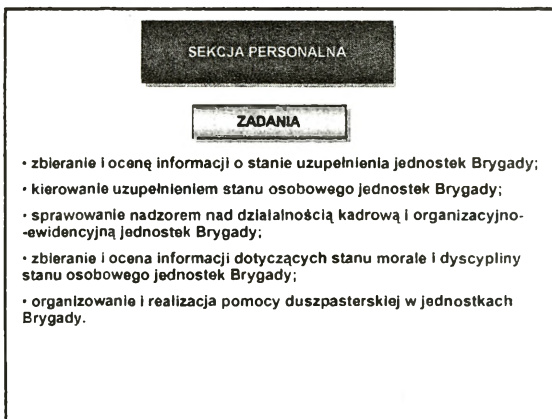 SEKCJA PERSONALNA
ZADANIA
• zbieranie i ocenę informacji o stanie uzupełnienia jednostek Brygady;
• kierowanie uzupełnieniem stanu osobowego jednostek Brygady;
• sprawowanie nadzorem nad działalnością kadrową i organizacyjno-
-ewidencyjną jednostek Brygady;
• zbieranie i ocena informacji dotyczących stanu morale i dyscypliny
stanu osobowego jednostek Brygady;
• organizowanie i realizacja pomocy duszpasterskiej w jednostkach
Brygady.